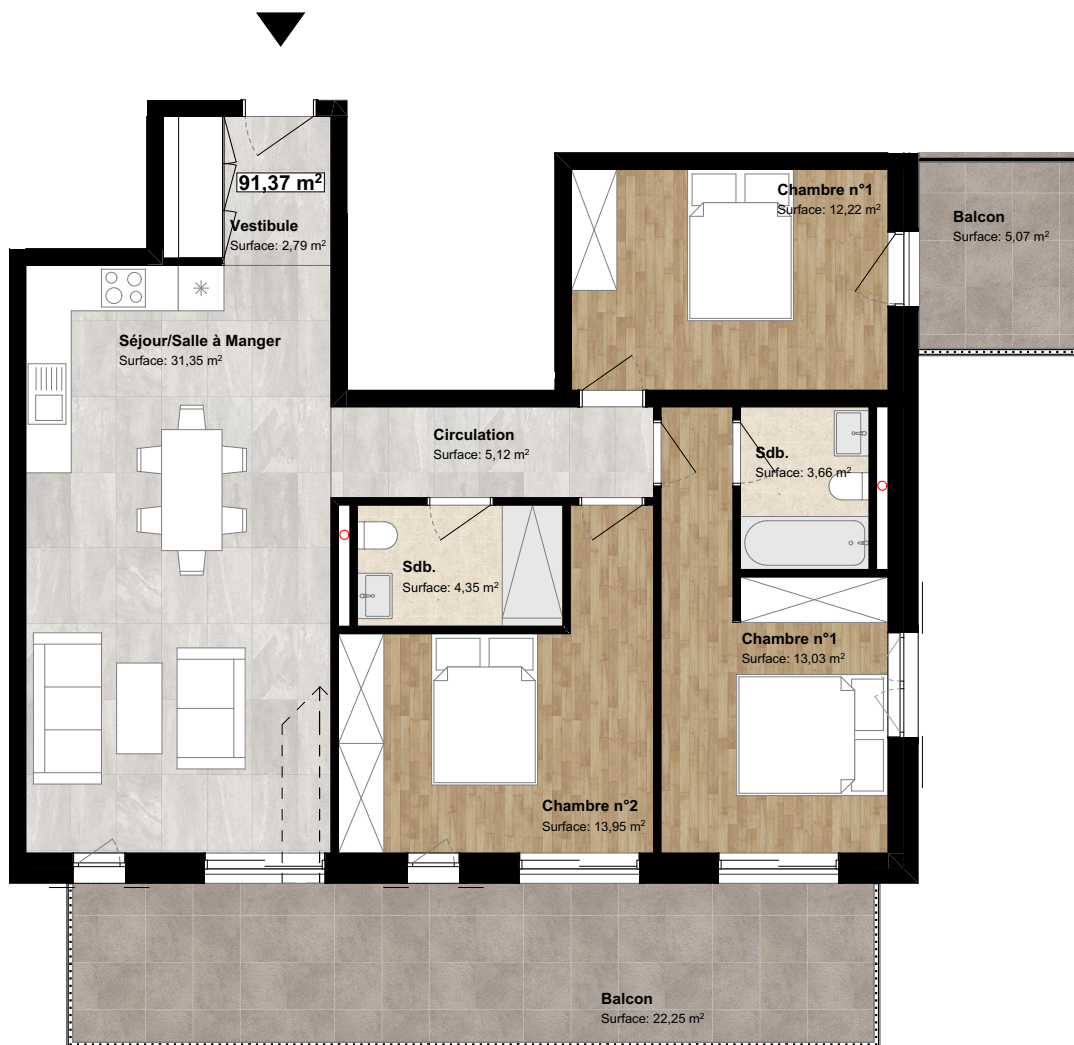 91,37 m²
Vestibule
Surface: 2,79 m²
Chambre n°1
Surface: 12,22 m²
Balcon
Surface: 5,07 m²
Séjour/Salle à Manger
Surface: 31,35 m²
Circulation
Surface: 5,12 m²
Sdb.
Surface: 3,66 m²
Sdb.
Surface: 4,35 m²
Chambre n°1
Surface: 13,03 m²
Chambre n°2
Surface: 13,95 m²
Balcon
Surface: 22,25 m²